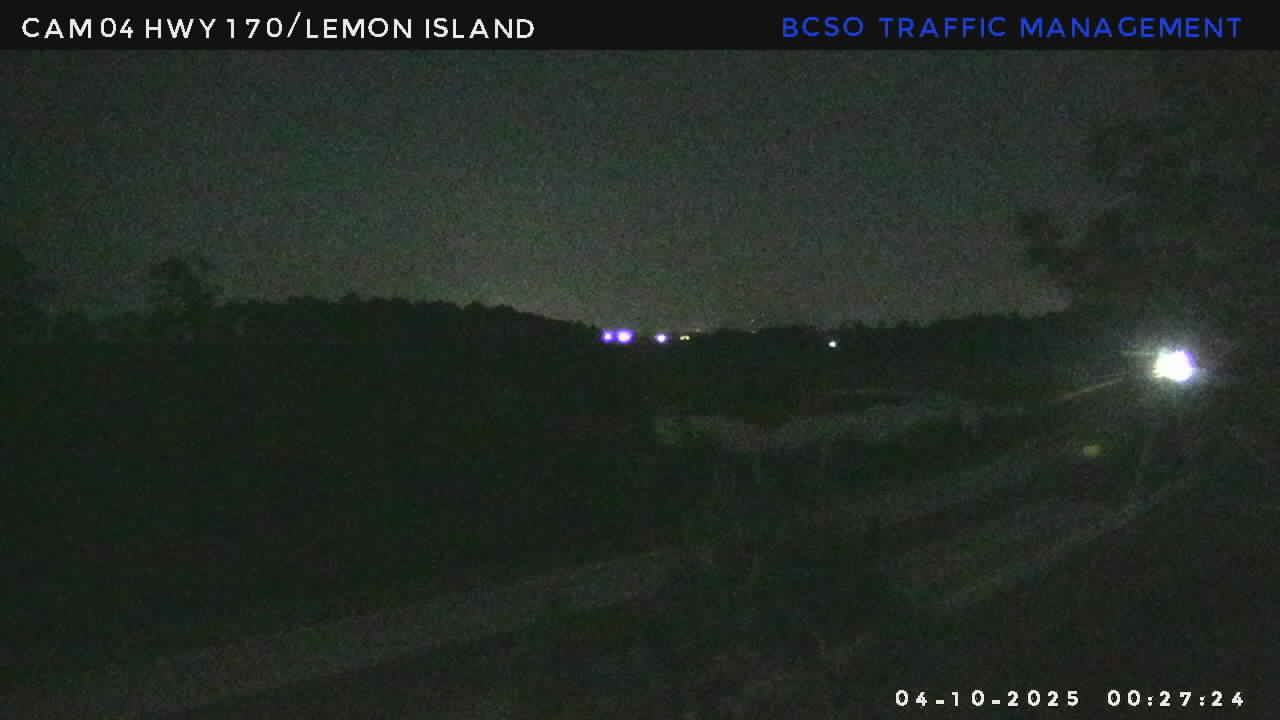 CAM04 HWY 170/LEMON ISLAND
BCSO TRAFFIC MANAGEMENT
04-10-2025 00:27:24